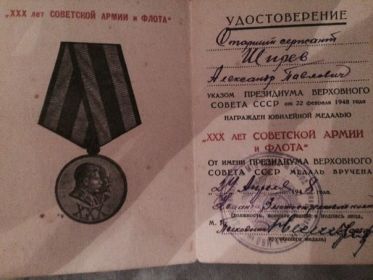 „XXX лет СОВЕТСКОЙ АРМИИ и ФЛОТА"
XXX
УДОСТОВЕРЕНИЕ
Старший сержант
Александр Павлович
УКАЗОМ ПРЕЗИДИУМА ВЕРХОВНОГО
СОВЕТА СССР от 22 февраля 1948 года
НАГРАЖДЕН ЮБИЛЕЙНОЙ МЕДАЛЬЮ
„XXX ЛЕТ СОВЕТСКОЙ АРМИИ
и ФЛОТА"
От имени ПРЕЗИДИУМА ВЕРХОВНОГО
СОВЕТА СССР МЕДАЛЬ ВРУЧЕНА